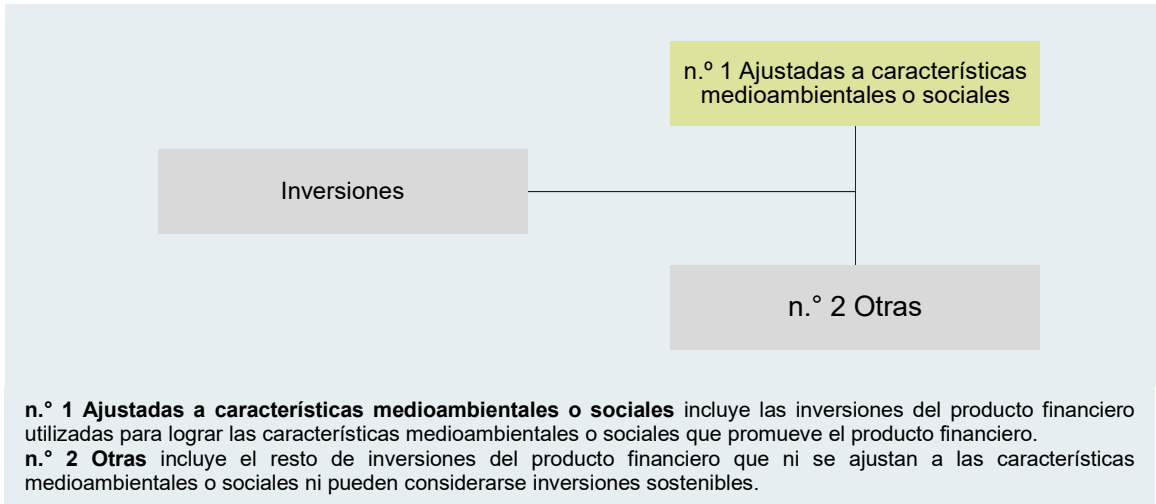 n.º 1 Ajustadas a características
medioambientales o sociales
Inversiones
n.° 2 Otras
n.° 1 Ajustadas a características medioambientales o sociales incluye las inversiones del producto financiero
utilizadas para lograr las características medioambientales o sociales que promueve el producto financiero.
n.° 2 Otras incluye el resto de inversiones del producto financiero que ni se ajustan a las características
medioambientales o sociales ni pueden considerarse inversiones sostenibles.